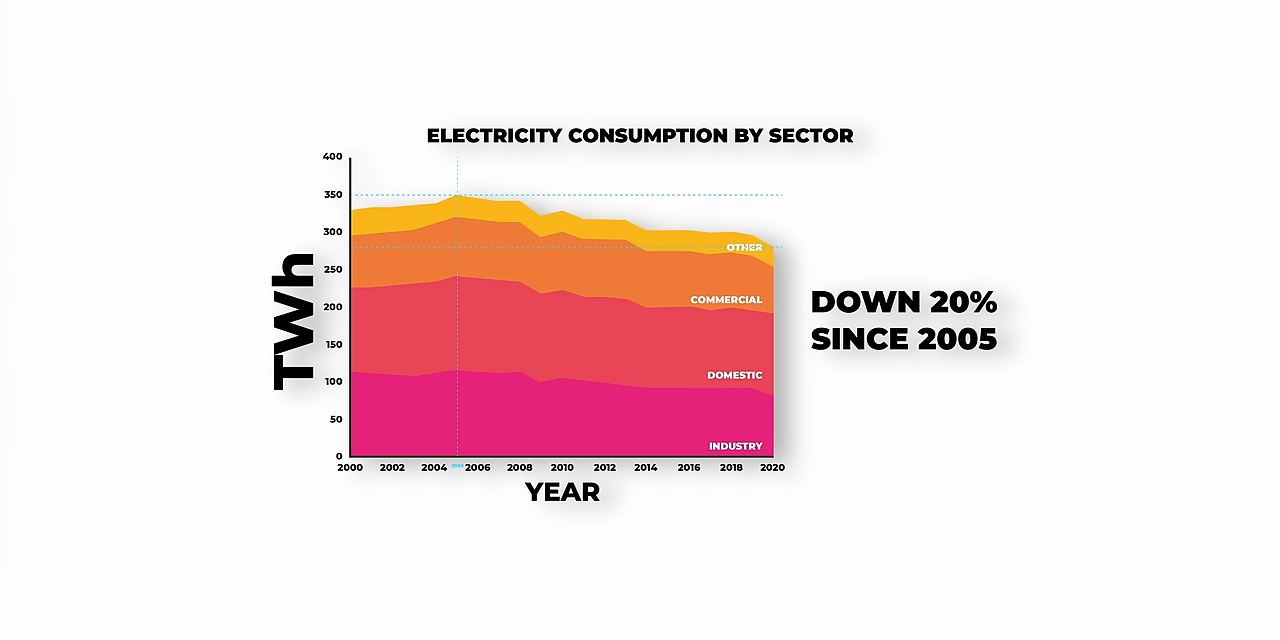 ELECTRICITY CONSUMPTION BY SECTOR
400
350
300
250
200
150
100
50
0
TWh
OTHER
COMMERCIAL
DOMESTIC
INDUSTRY
2000 2002 2004 2006 2008 2010 2012 2014 2016 2018 2020
YEAR
DOWN 20%
SINCE 2005